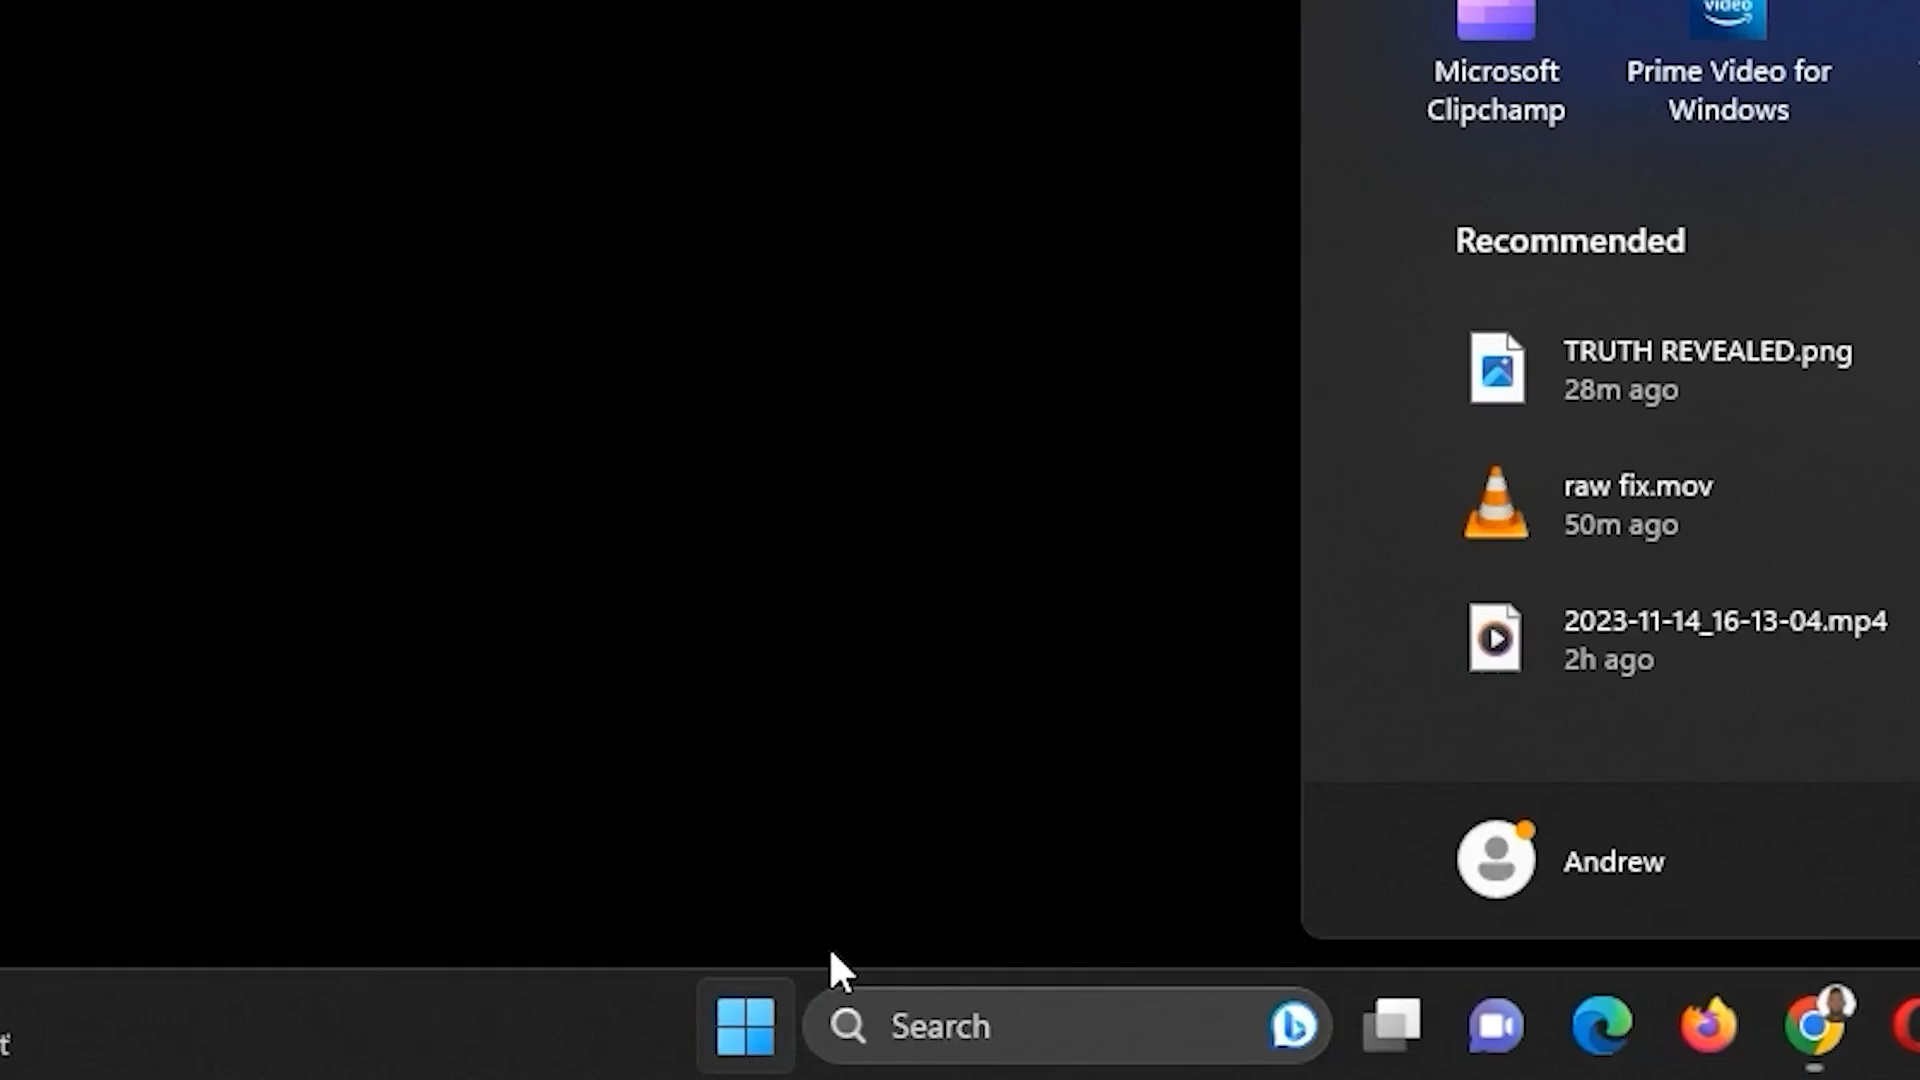 video
Microsoft
Clipchamp
Prime Video for
Windows
Recommended
TRUTH REVEALED.png
28m ago
raw fix.mov
50m ago
2023-11-14_16-13-04.mp4
2h ago
Andrew
Search